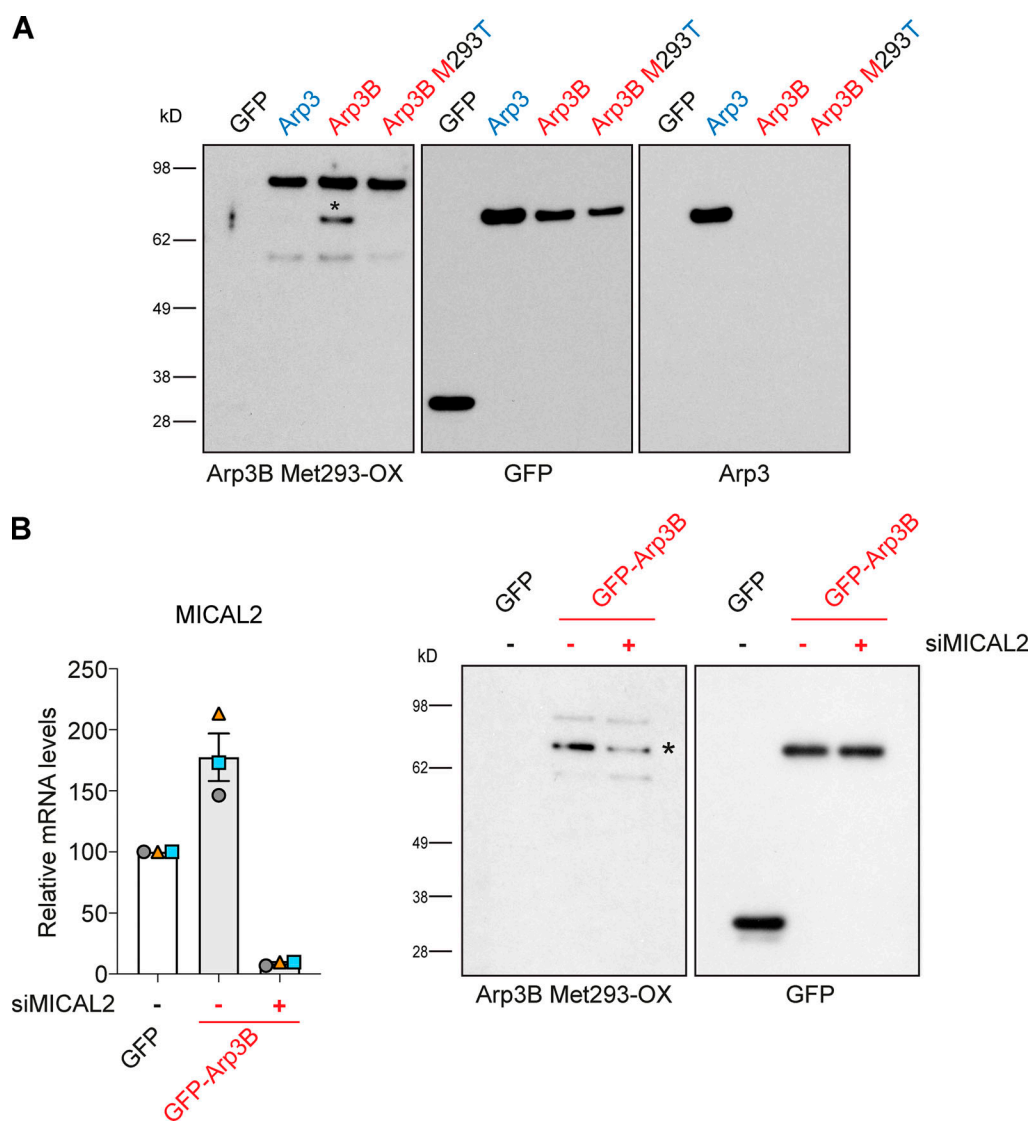 A
kD
GFP Arp3 Arp3B Arp3B M293T
GFP Arp3 Arp3B Arp3B M293T
GFP Arp3 Arp3B Arp3B M293T
98
62
49
38
28
*
Arp3B Met293-OX GFP Arp3
B
MICAL2
Relative mRNA levels
250
200
150
100
50
0
siMICAL2 - - +
GFP GFP-Arp3B
GFP GFP-Arp3B GFP GFP-Arp3B
- - + - - + siMICAL2
kD
98
62
49
38
28
*
Arp3B Met293-OX GFP